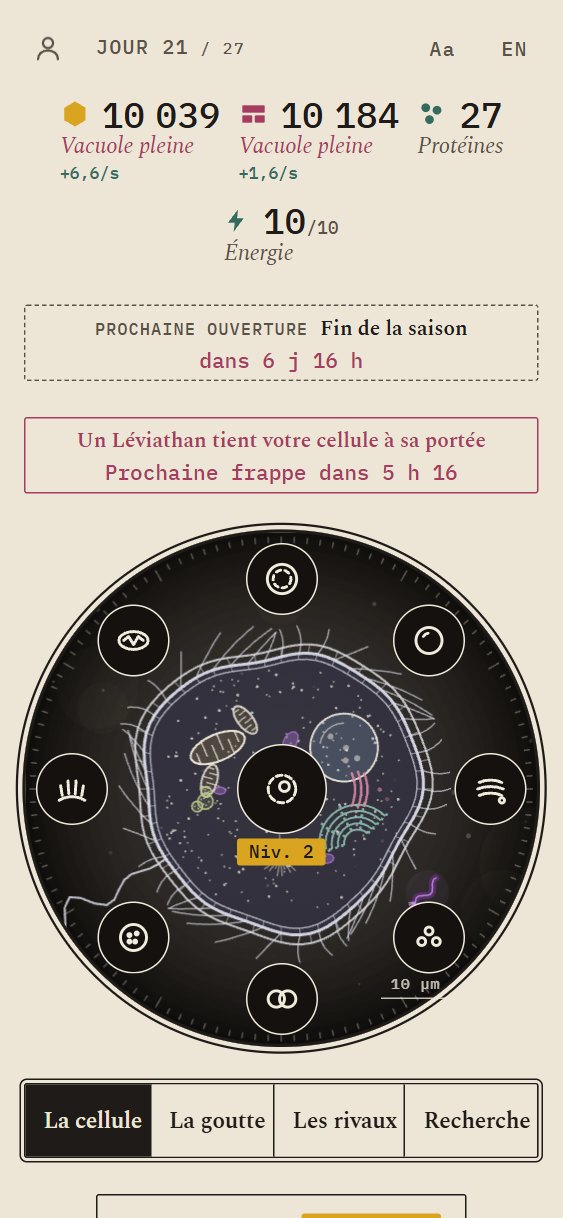 JOUR 21 / 27
Aa
EN
10 039
Vacuole pleine
+6,6/s
10 184
Vacuole pleine
+1,6/s
27
Protéines
10/10
Énergie
PROCHAINE OUVERTURE Fin de la saison
dans 6 j 16 h
Un Léviathan tient votre cellule à sa portée
Prochaine frappe dans 5 h 16
Niv. 2
10 µm
La cellule
La goutte
Les rivaux
Recherche